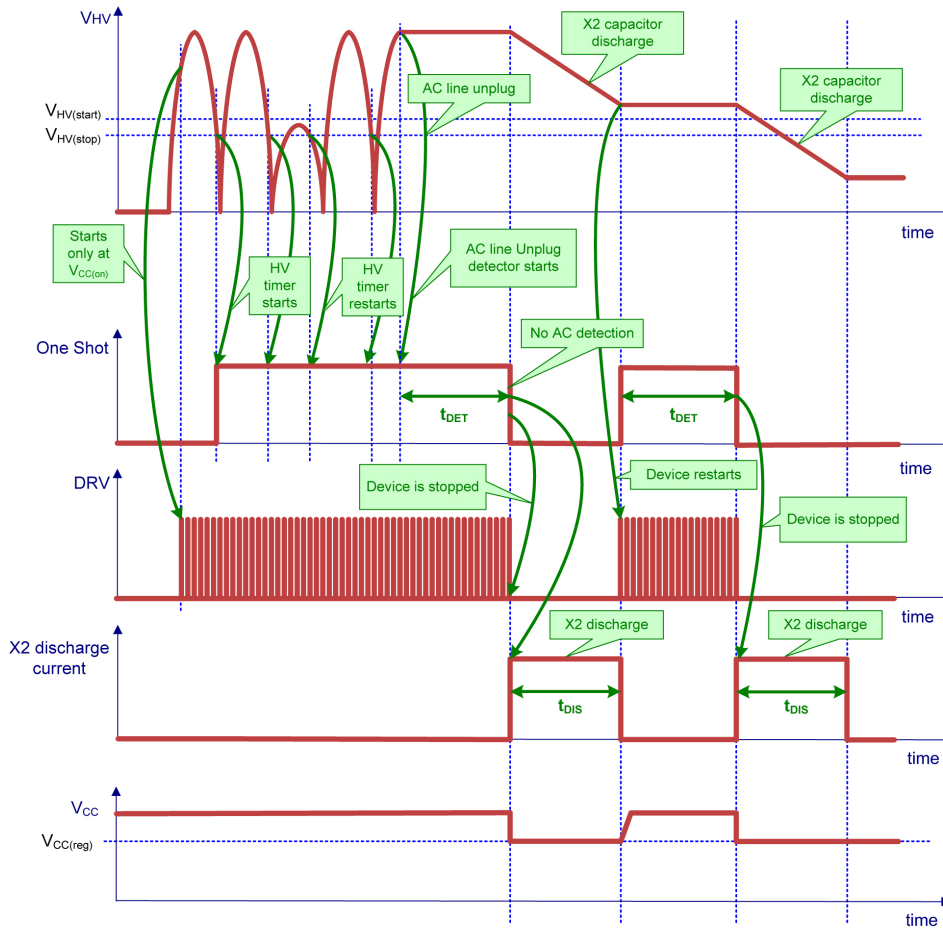 VHV
X2 capacitor
discharge
AC line unplug
X2 capacitor
discharge
VHV(start)
VHV(stop)
time
Starts
only at
VCC(on)
HV
timer
starts
HV
timer
restarts
AC line Unplug
detector starts
No AC detection
One Shot
tDET
tDET
time
DRV
Device is stopped
Device restarts
Device is stopped
time
X2 discharge
current
X2 discharge
X2 discharge
tDIS
tDIS
time
VCC
VCC(reg)
time